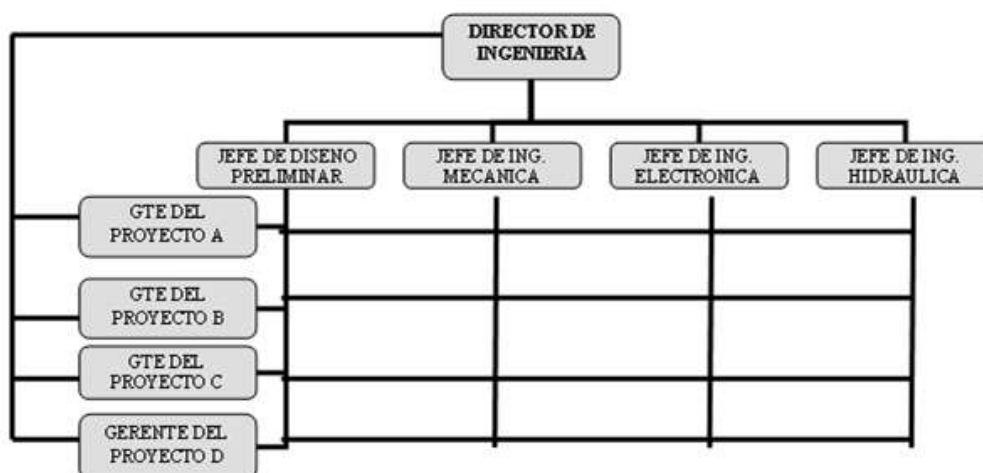 DIRECTOR DE
INGENIERIA
JEFE DE DISENO
PRELIMINAR
JEFE DE ING.
MECANICA
JEFE DE ING.
ELECTRONICA
JEFE DE ING.
HIDRAULICA
GTE DEL
PROYECTO A
GTE DEL
PROYECTO B
GTE DEL
PROYECTO C
GERENTE DEL
PROYECTO D